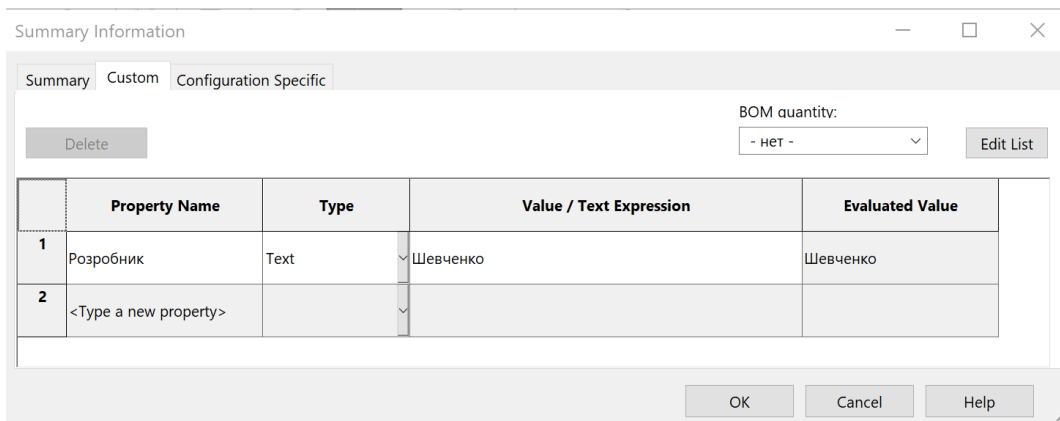 Summary Information
Summary Custom Configuration Specific
BOM quantity:
Delete - нет - Edit List
Property Name Type Value / Text Expression Evaluated Value
1 Розробник Text Шевченко Шевченко
2 <Type a new property>
OK Cancel Help